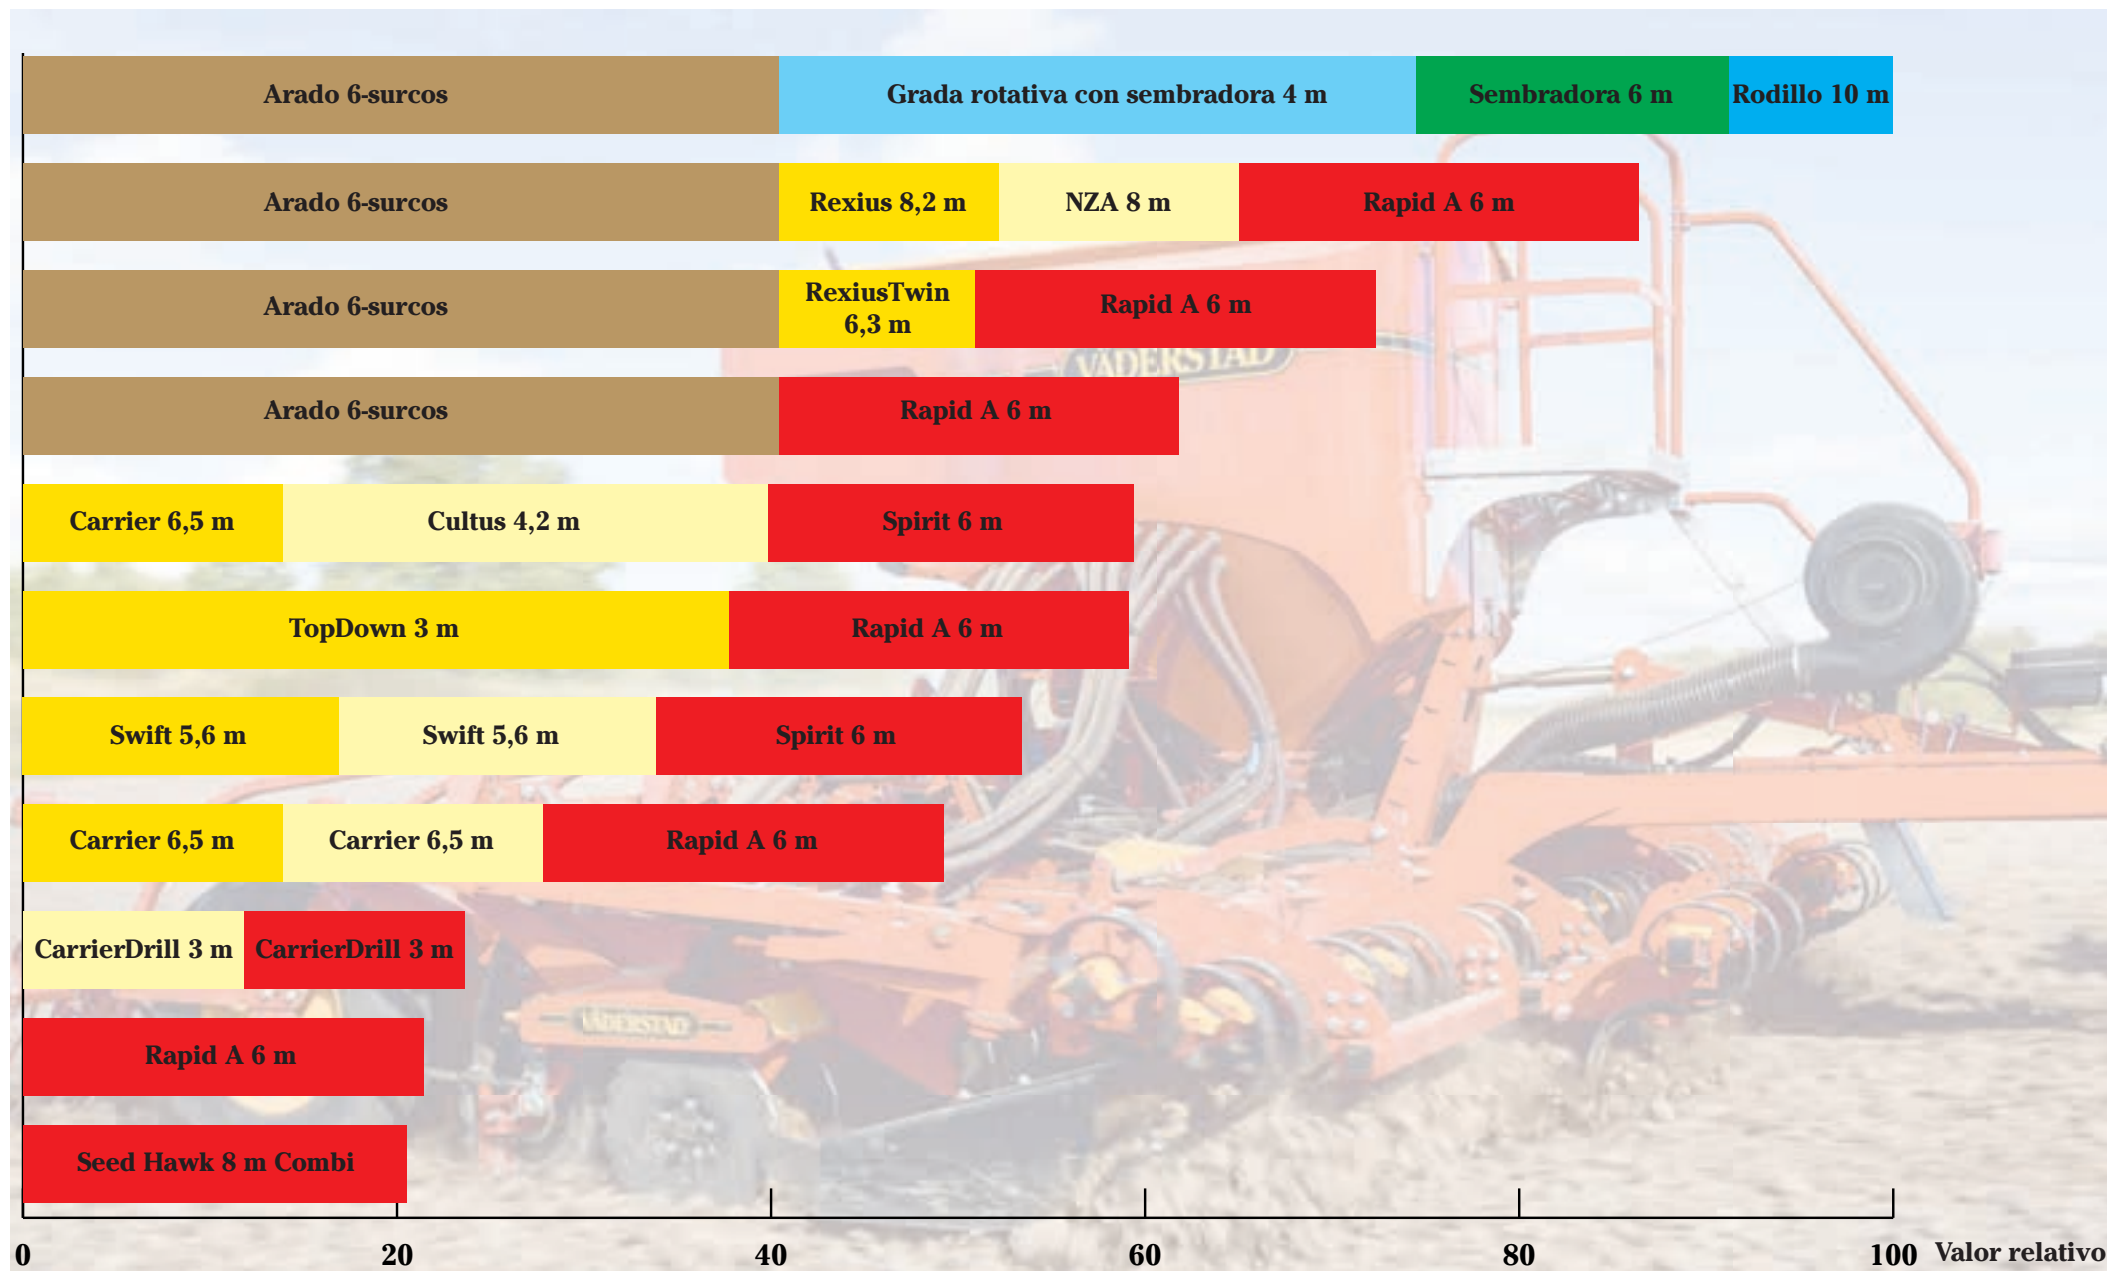 Arado 6-surcos Grada rotativa con sembradora 4 m Sembradora 6 m Rodillo 10 m
Arado 6-surcos Rexius 8,2 m NZA 8 m Rapid A 6 m
Arado 6-surcos RexiusTwin 6,3 m Rapid A 6 m
VÄDERSTAD
Arado 6-surcos Rapid A 6 m
Carrier 6,5 m Cultus 4,2 m Spirit 6 m
TopDown 3 m Rapid A 6 m
Swift 5,6 m Swift 5,6 m Spirit 6 m
Carrier 6,5 m Carrier 6,5 m Rapid A 6 m
CarrierDrill 3 m CarrierDrill 3 m
VÄDERSTAD
Rapid A 6 m
Seed Hawk 8 m Combi
0 20 40 60 80 100 Valor relativo